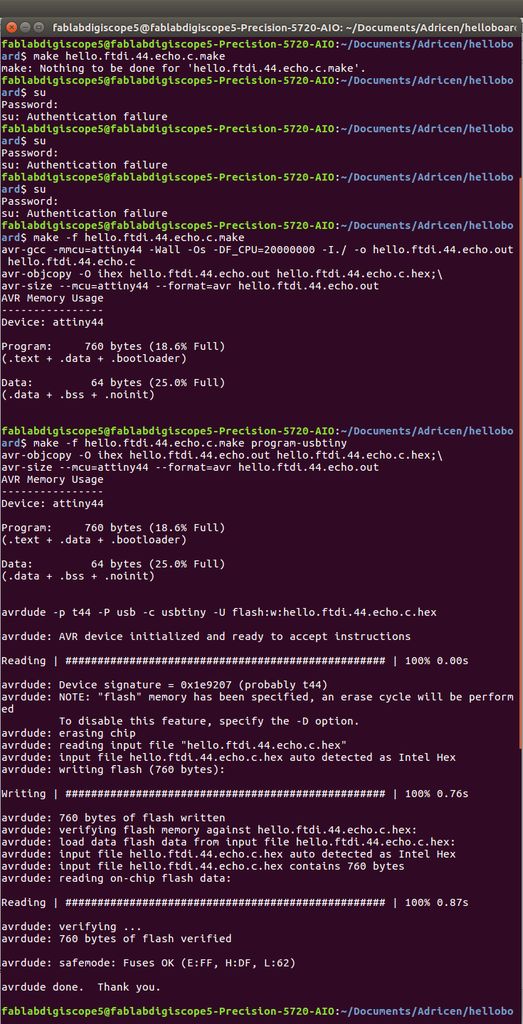 fablabdigiscope5@fablabdigiscope5-Precision-5720-AIO: ~/Documents/Adricen/helloboard
fablabdigiscope5@fablabdigiscope5-Precision-5720-AIO:~/Documents/Adricen/hellobo
ard$ make hello.ftdi.44.echo.c.make
make: Nothing to be done for 'hello.ftdi.44.echo.c.make'.
fablabdigiscope5@fablabdigiscope5-Precision-5720-AIO:~/Documents/Adricen/hellobo
ard$ su
Password:
su: Authentication failure
fablabdigiscope5@fablabdigiscope5-Precision-5720-AIO:~/Documents/Adricen/hellobo
ard$ su
Password:
su: Authentication failure
fablabdigiscope5@fablabdigiscope5-Precision-5720-AIO:~/Documents/Adricen/hellobo
ard$ su
Password:
su: Authentication failure
fablabdigiscope5@fablabdigiscope5-Precision-5720-AIO:~/Documents/Adricen/hellobo
ard$ make -f hello.ftdi.44.echo.c.make
avr-gcc -mmcu=attiny44 -Wall -Os -DF_CPU=20000000 -I./ -o hello.ftdi.44.echo.out
 hello.ftdi.44.echo.c
avr-objcopy -O ihex hello.ftdi.44.echo.out hello.ftdi.44.echo.c.hex;\
avr-size --mcu=attiny44 --format=avr hello.ftdi.44.echo.out
AVR Memory Usage
----------------
Device: attiny44
Program:     760 bytes (18.6% Full)
(.text + .data + .bootloader)
Data:         64 bytes (25.0% Full)
(.data + .bss + .noinit)
fablabdigiscope5@fablabdigiscope5-Precision-5720-AIO:~/Documents/Adricen/hellobo
ard$ make -f hello.ftdi.44.echo.c.make program-usbtiny
avr-objcopy -O ihex hello.ftdi.44.echo.out hello.ftdi.44.echo.c.hex;\
avr-size --mcu=attiny44 --format=avr hello.ftdi.44.echo.out
AVR Memory Usage
----------------
Device: attiny44
Program:     760 bytes (18.6% Full)
(.text + .data + .bootloader)
Data:         64 bytes (25.0% Full)
(.data + .bss + .noinit)
avrdude -p t44 -P usb -c usbtiny -U flash:w:hello.ftdi.44.echo.c.hex
avrdude: AVR device initialized and ready to accept instructions
Reading | ################################################## | 100% 0.00s
avrdude: Device signature = 0x1e9207 (probably t44)
avrdude: NOTE: "flash" memory has been specified, an erase cycle will be perform
ed
         To disable this feature, specify the -D option.
avrdude: erasing chip
avrdude: reading input file "hello.ftdi.44.echo.c.hex"
avrdude: input file hello.ftdi.44.echo.c.hex auto detected as Intel Hex
avrdude: writing flash (760 bytes):
Writing | ################################################## | 100% 0.76s
avrdude: 760 bytes of flash written
avrdude: verifying flash memory against hello.ftdi.44.echo.c.hex:
avrdude: load data flash data from input file hello.ftdi.44.echo.c.hex:
avrdude: input file hello.ftdi.44.echo.c.hex auto detected as Intel Hex
avrdude: input file hello.ftdi.44.echo.c.hex contains 760 bytes
avrdude: reading on-chip flash data:
Reading | ################################################## | 100% 0.87s
avrdude: verifying ...
avrdude: 760 bytes of flash verified
avrdude: safemode: Fuses OK (E:FF, H:DF, L:62)
avrdude done.  Thank you.
fablabdigiscope5@fablabdigiscope5-Precision-5720-AIO:~/Documents/Adricen/hellobo